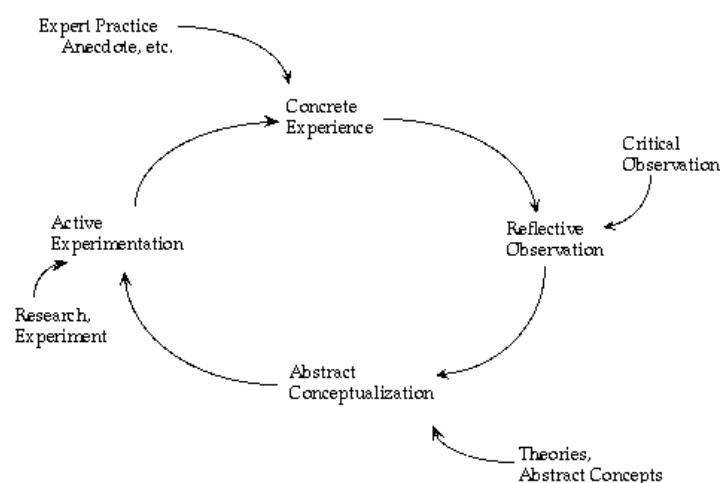 Expert Practice
Anecdote, etc.
Concrete
Experience
Critical
Observation
Active
Experimentation
Reflective
Observation
Research,
Experiment
Abstract
Conceptualization
Theories,
Abstract Concepts